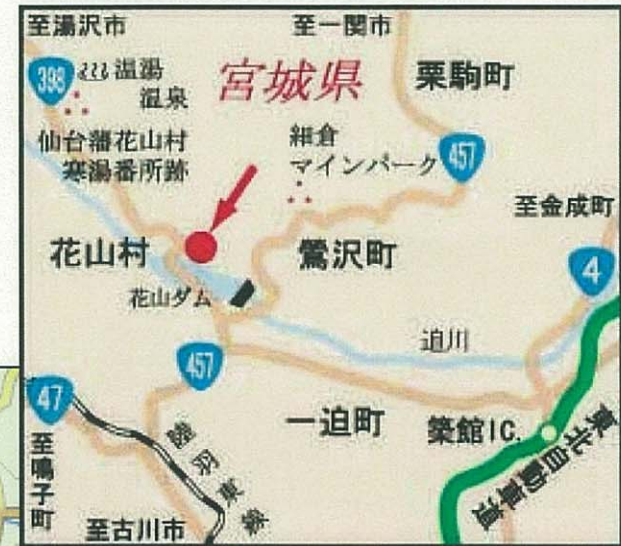 至湯沢市
至一関市
398
温湯
温泉
宮城県
栗駒町
仙台藩花山村
寒湯番所跡
細倉
マインパーク
457
至金成町
花山村
鶯沢町
4
花山ダム
迫川
457
47
一迫町
築館IC.
陸羽東線
東北自動車道
至鳴子町
至古川市